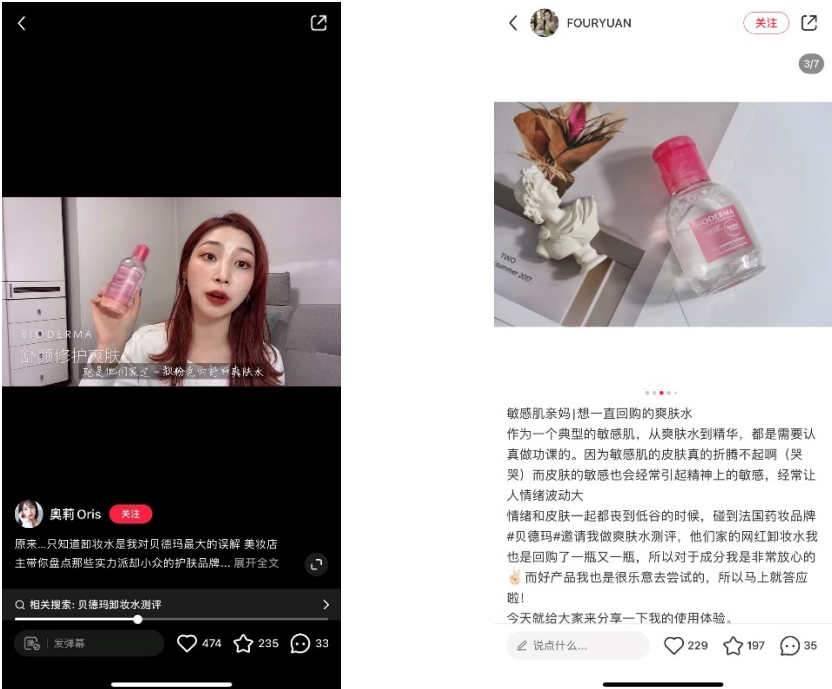 BIODERMA
舒颜修护爽肤
就是他们家这一瓶粉色的舒妍爽肤水
奥莉 Oris
关注
原来...只知道卸妆水是我对贝德玛最大的误解 美妆店
主带你盘点那些实力派却小众的护肤品牌... 展开全文
相关搜索: 贝德玛卸妆水测评
发弹幕
474
235
33
FOURYUAN
关注
3/7
BIODERMA
TWO
summer 2017
敏感肌亲妈|想一直回购的爽肤水
作为一个典型的敏感肌，从爽肤水到精华，都是需要认
真做功课的。因为敏感肌的皮肤真的折腾不起啊（哭
哭）而皮肤的敏感也会经常引起精神上的敏感，经常让
人情绪波动大
情绪和皮肤一起都丧到低谷的时候，碰到法国药妆品牌
#贝德玛#邀请我做爽肤水测评，他们家的网红卸妆水我
也是回购了一瓶又一瓶，所以对于成分我是非常放心的
✌🏻而好产品我也是很乐意去尝试的，所以马上就答应
啦！
今天就给大家来分享一下我的使用体验。
说点什么...
229
197
35